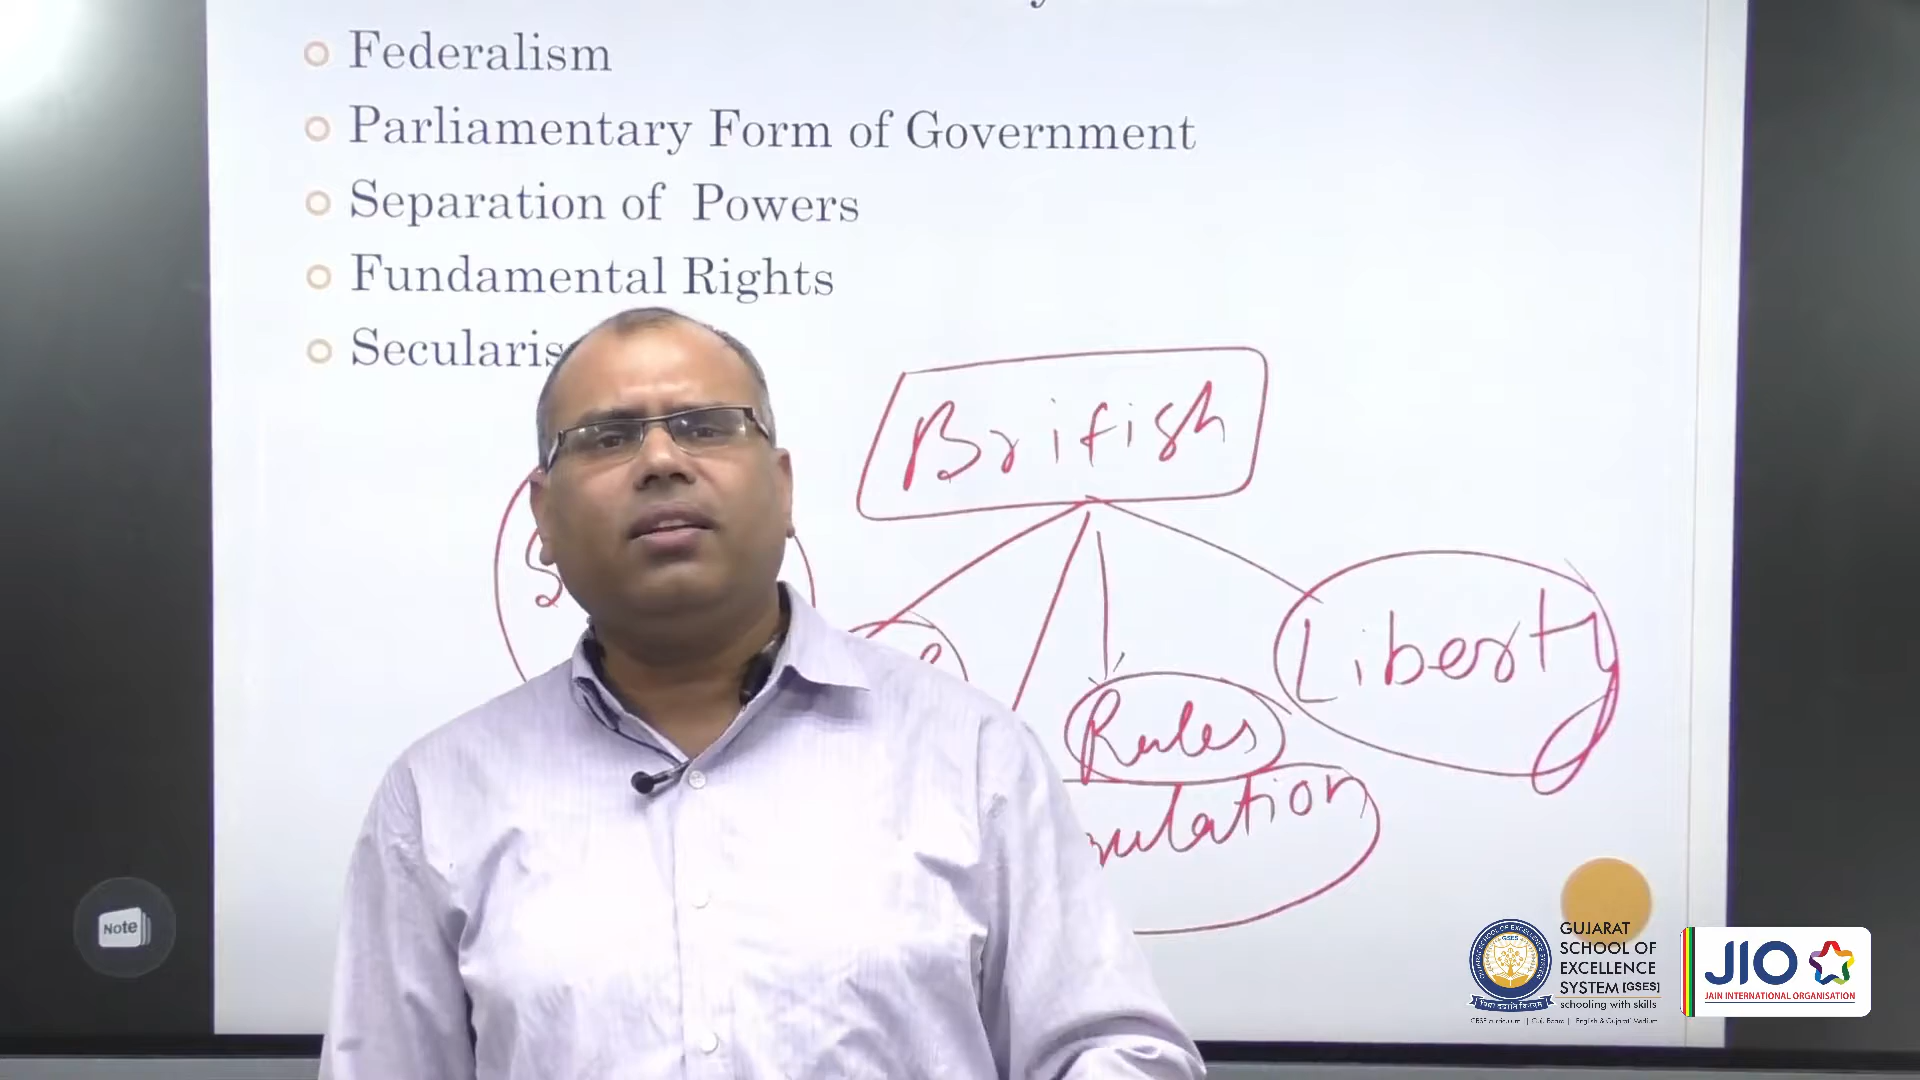 Federalism
Parliamentary Form of Government
Separation of Powers
Fundamental Rights
Secularis
British
Liberty
Rules
Note
GUJARAT
SCHOOL OF
EXCELLENCE
SYSTEM [GSES]
schooling with skills
JIO
JAIN INTERNATIONAL ORGANISATION